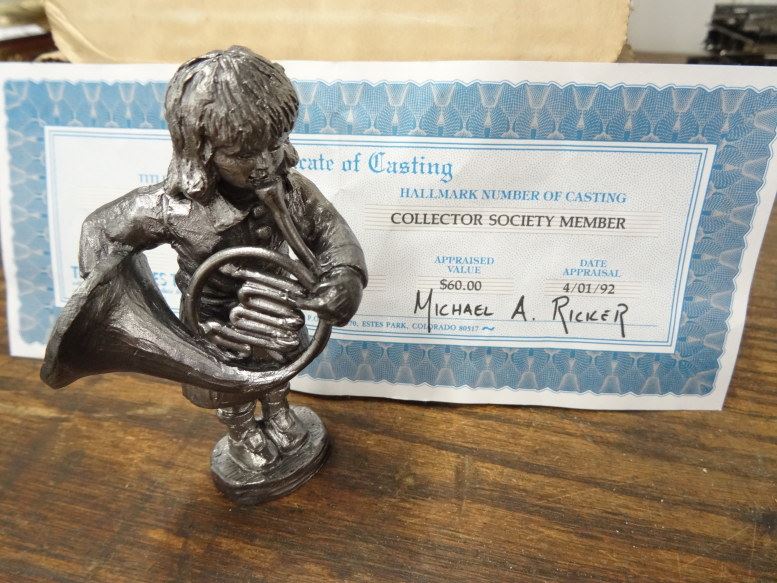 cate of Casting
HALLMARK NUMBER OF CASTING
COLLECTOR SOCIETY MEMBER
APPRAISED VALUE
DATE APPRAISAL
$60.00
4/01/92
MICHAEL A. RICKER
70, ESTES PARK, COLORADO 80517